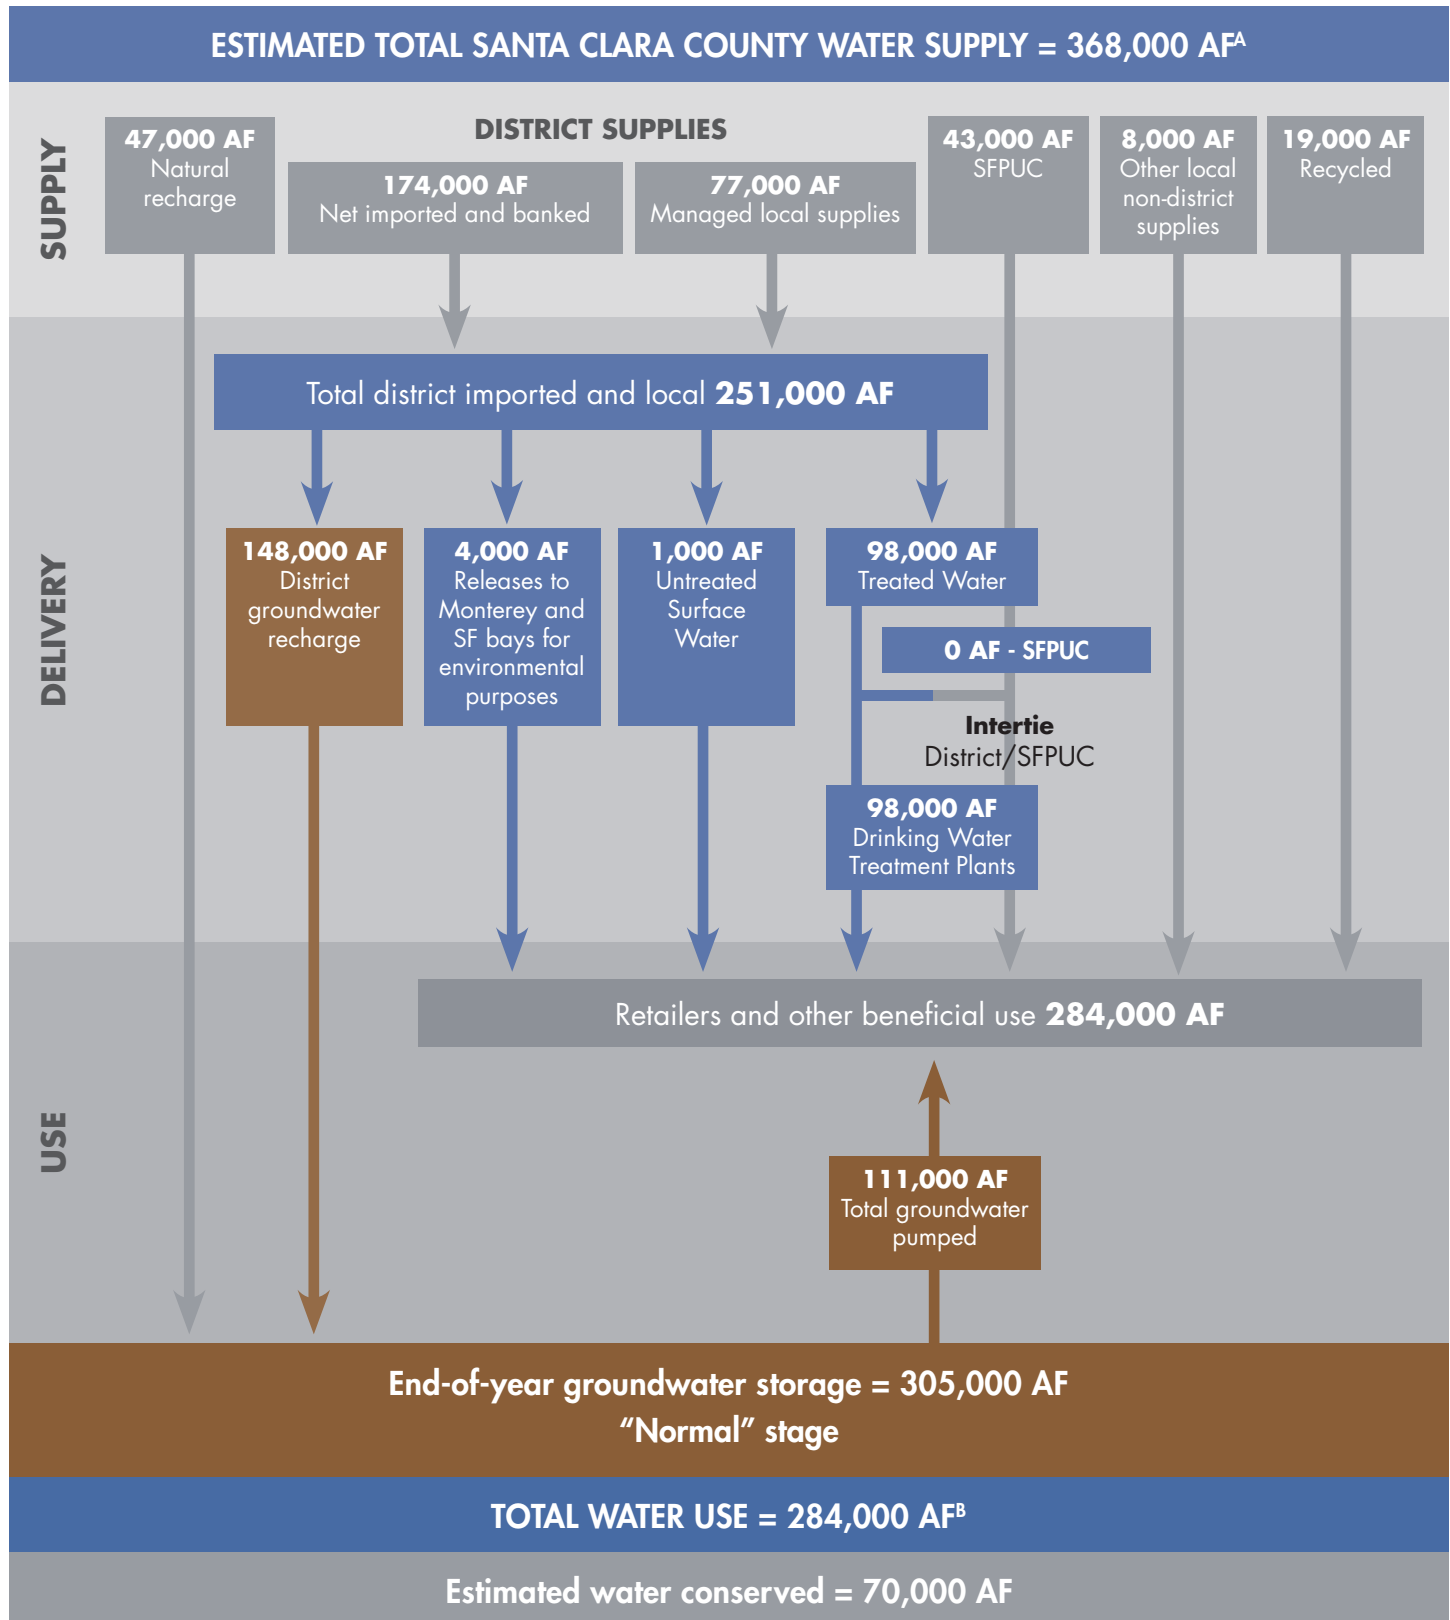 ESTIMATED TOTAL SANTA CLARA COUNTY WATER SUPPLY = 368,000 AFᴬ
SUPPLY
47,000 AF
Natural
recharge
DISTRICT SUPPLIES
174,000 AF
Net imported and banked
77,000 AF
Managed local supplies
43,000 AF
SFPUC
8,000 AF
Other local
non-district
supplies
19,000 AF
Recycled
DELIVERY
Total district imported and local 251,000 AF
148,000 AF
District
groundwater
recharge
4,000 AF
Releases to
Monterey and
SF bays for
environmental
purposes
1,000 AF
Untreated
Surface
Water
98,000 AF
Treated Water
0 AF - SFPUC
Intertie
District/SFPUC
98,000 AF
Drinking Water
Treatment Plants
USE
Retailers and other beneficial use 284,000 AF
111,000 AF
Total groundwater
pumped
End-of-year groundwater storage = 305,000 AF
“Normal” stage
TOTAL WATER USE = 284,000 AFᴮ
Estimated water conserved = 70,000 AF